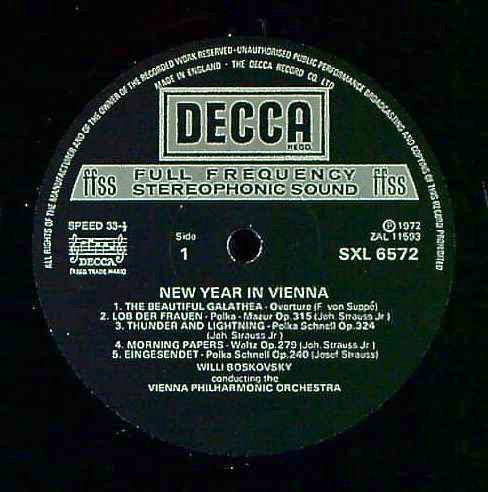 ALL RIGHTS OF THE MANUFACTURER AND OF THE OWNER OF THE RECORDED WORK RESERVED-UNAUTHORISED PUBLIC PERFORMANCE BROADCASTING AND COPYING OF THIS RECORD PROHIBITED
MADE IN ENGLAND · THE DECCA RECORD CO. LTD.
DECCA
REGD.
ffss FULL FREQUENCY ffss
STEREOPHONIC SOUND
SPEED 33-⅓
Side
℗1972
ZAL 11593
1
SXL 6572
DECCA
(REGD. TRADE MARK)
NEW YEAR IN VIENNA
1. THE BEAUTIFUL GALATHEA - Overture (F. von Suppé)
2. LOB DER FRAUEN - Polka - Mazur Op.315 (Joh. Strauss Jr.)
3. THUNDER AND LIGHTNING - Polka Schnell Op.324
(Joh. Strauss Jr.)
4. MORNING PAPERS - Waltz Op.279 (Joh. Strauss Jr.)
5. EINGESENDET - Polka Schnell Op.240 (Josef Strauss)
WILLI BOSKOVSKY
conducting the
VIENNA PHILHARMONIC ORCHESTRA